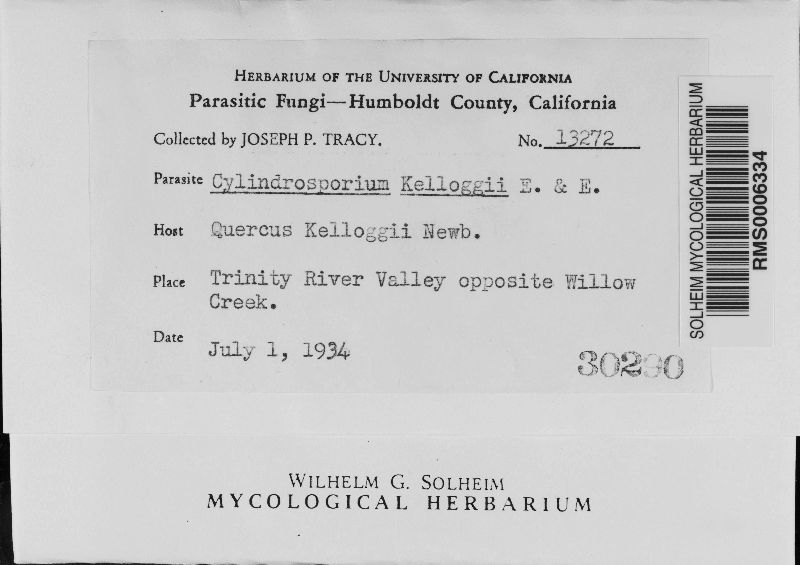 HERBARIUM OF THE UNIVERSITY OF CALIFORNIA
Parasitic Fungi—Humboldt County, California
Collected by JOSEPH P. TRACY. No. 13272
Parasite Cylindrosporium Kelloggii E. & E.
Host Quercus Kelloggii Newb.
Place Trinity River Valley opposite Willow
Creek.
Date July 1, 1934
30290
SOLHEIM MYCOLOGICAL HERBARIUM
RMS0006334
WILHELM G. SOLHEIM
MYCOLOGICAL HERBARIUM